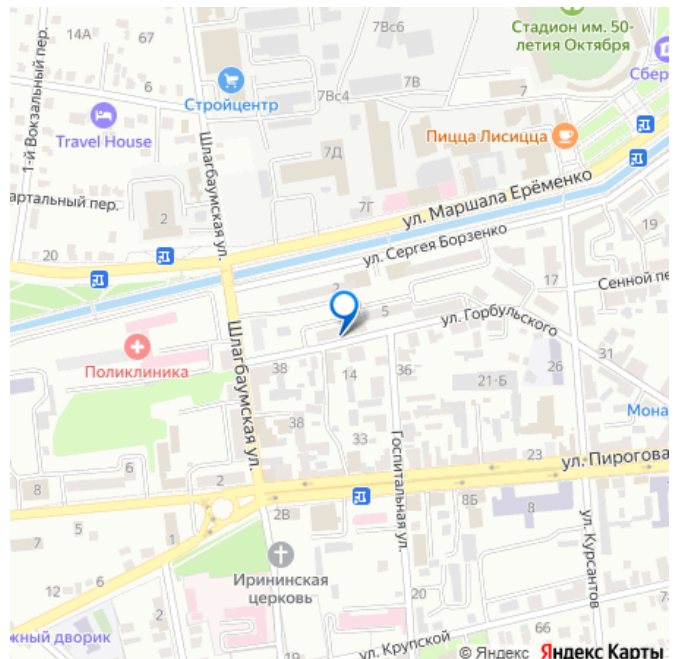 Стадион им. 50-
летия Октября
7Вс6
14А
67
1-й Вокзальный пер.
Стройцентр
7Вс4
7В
7
Сбер
Travel House
Пицца Лисицца
Шлагбаумская ул.
7Д
артальный пер.
2
7Г
ул. Маршала Ерёменко
19
ул. Сергея Борзенко
20
Сенной пе
17
2
5
ул. Горбульского
Шлагбаумская ул.
Поликлиника
31
26
38
14
36
21-Б
Мона
38
33
Госпитальная ул.
23
ул. Пирогова
6
8
2
8Б
8
2В
5
7
1
ул. Курсантов
Ирининская
церковь
12
6
20
7
жный дворик
66
ул. Крупской
© Яндекс Яндекс Карты